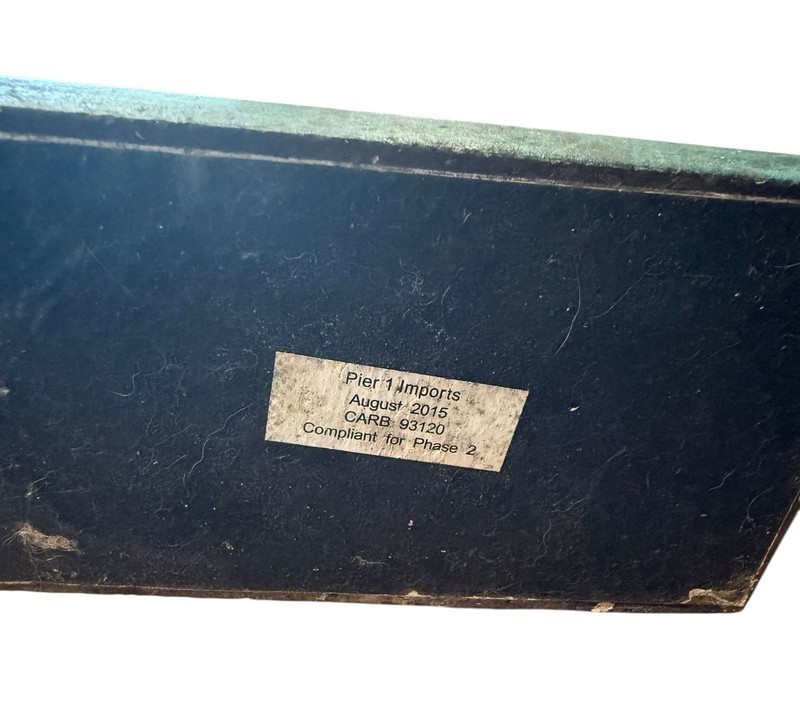 Pier 1 Imports
August 2015
CARB 93120
Compliant for Phase 2